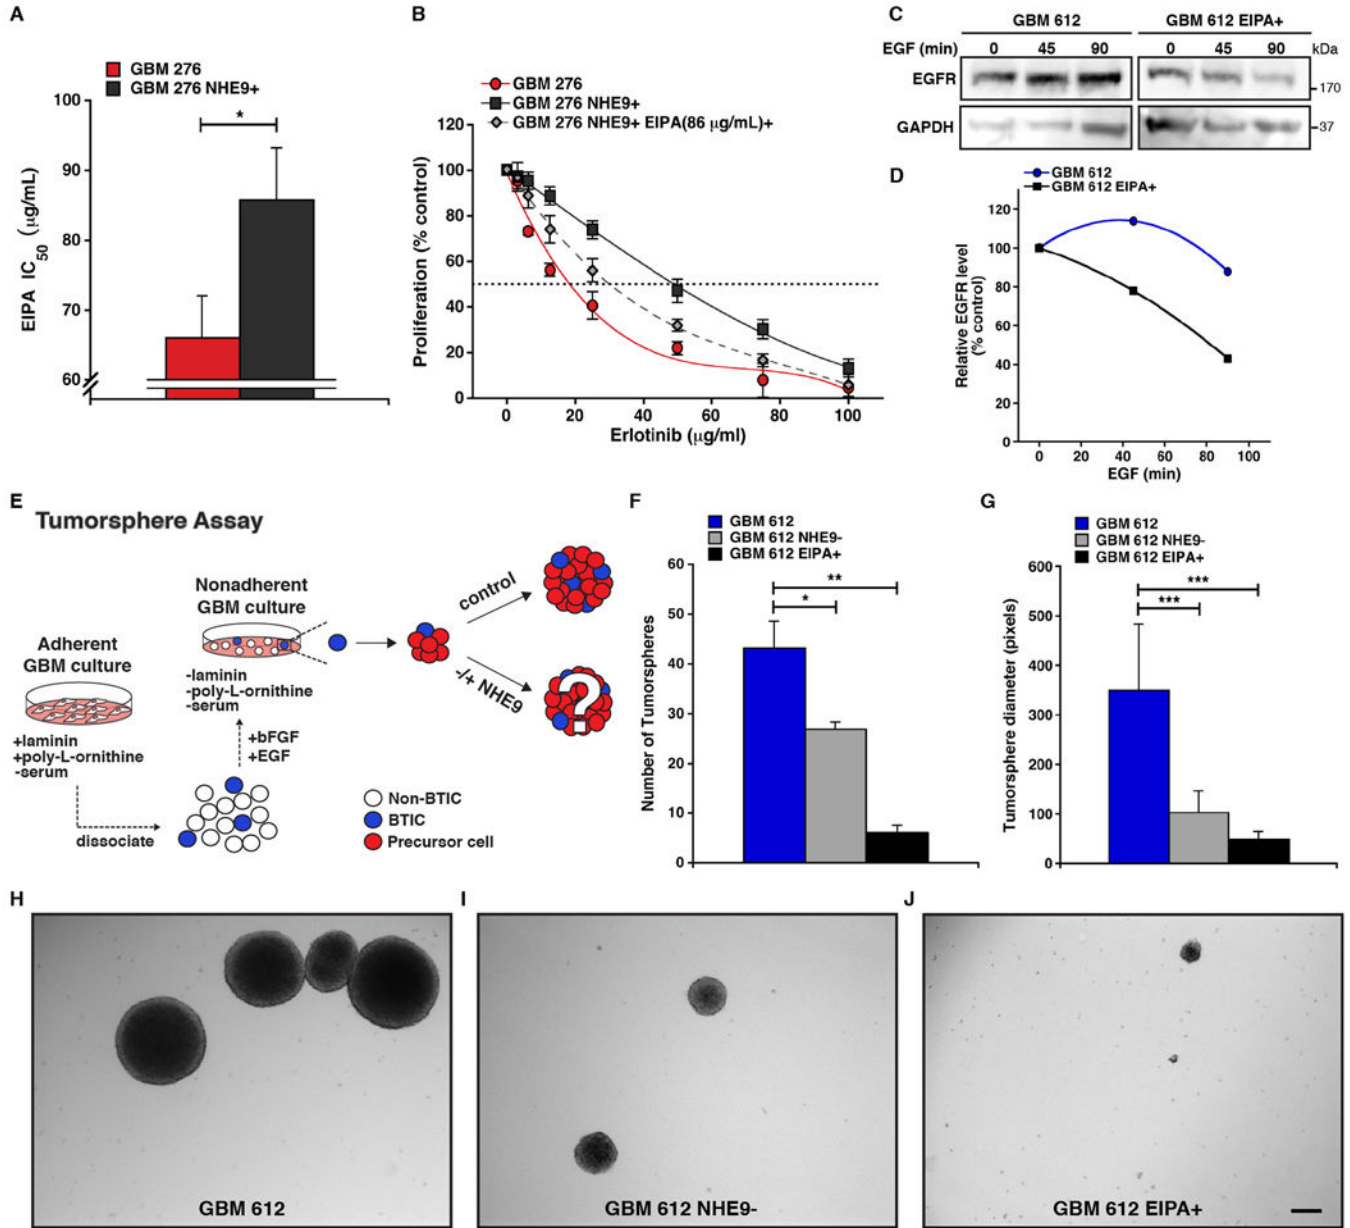 A
GBM 276
GBM 276 NHE9+
*
100
90
80
70
60
EIPA IC50 (µg/mL)
B
GBM 276
GBM 276 NHE9+
GBM 276 NHE9+ EIPA(86 µg/mL)+
120
100
80
60
40
20
0
Proliferation (% control)
0 20 40 60 80 100
Erlotinib (µg/ml)
C
GBM 612 GBM 612 EIPA+
EGF (min) 0 45 90 0 45 90 kDa
EGFR
170
GAPDH
37
D
GBM 612
GBM 612 EIPA+
120
100
80
60
40
20
0
Relative EGFR level
(% control)
0 20 40 60 80 100
EGF (min)
E
Tumorsphere Assay
Adherent
GBM culture
+laminin
+poly-L-ornithine
-serum
dissociate
Nonadherent
GBM culture
-laminin
-poly-L-ornithine
-serum
+bFGF
+EGF
control
-/+ NHE9
?
Non-BTIC
BTIC
Precursor cell
F
GBM 612
GBM 612 NHE9-
GBM 612 EIPA+
**
*
60
50
40
30
20
10
0
Number of Tumorspheres
G
GBM 612
GBM 612 NHE9-
GBM 612 EIPA+
***
***
600
500
400
300
200
100
0
Tumorsphere diameter (pixels)
H
GBM 612
I
GBM 612 NHE9-
J
GBM 612 EIPA+